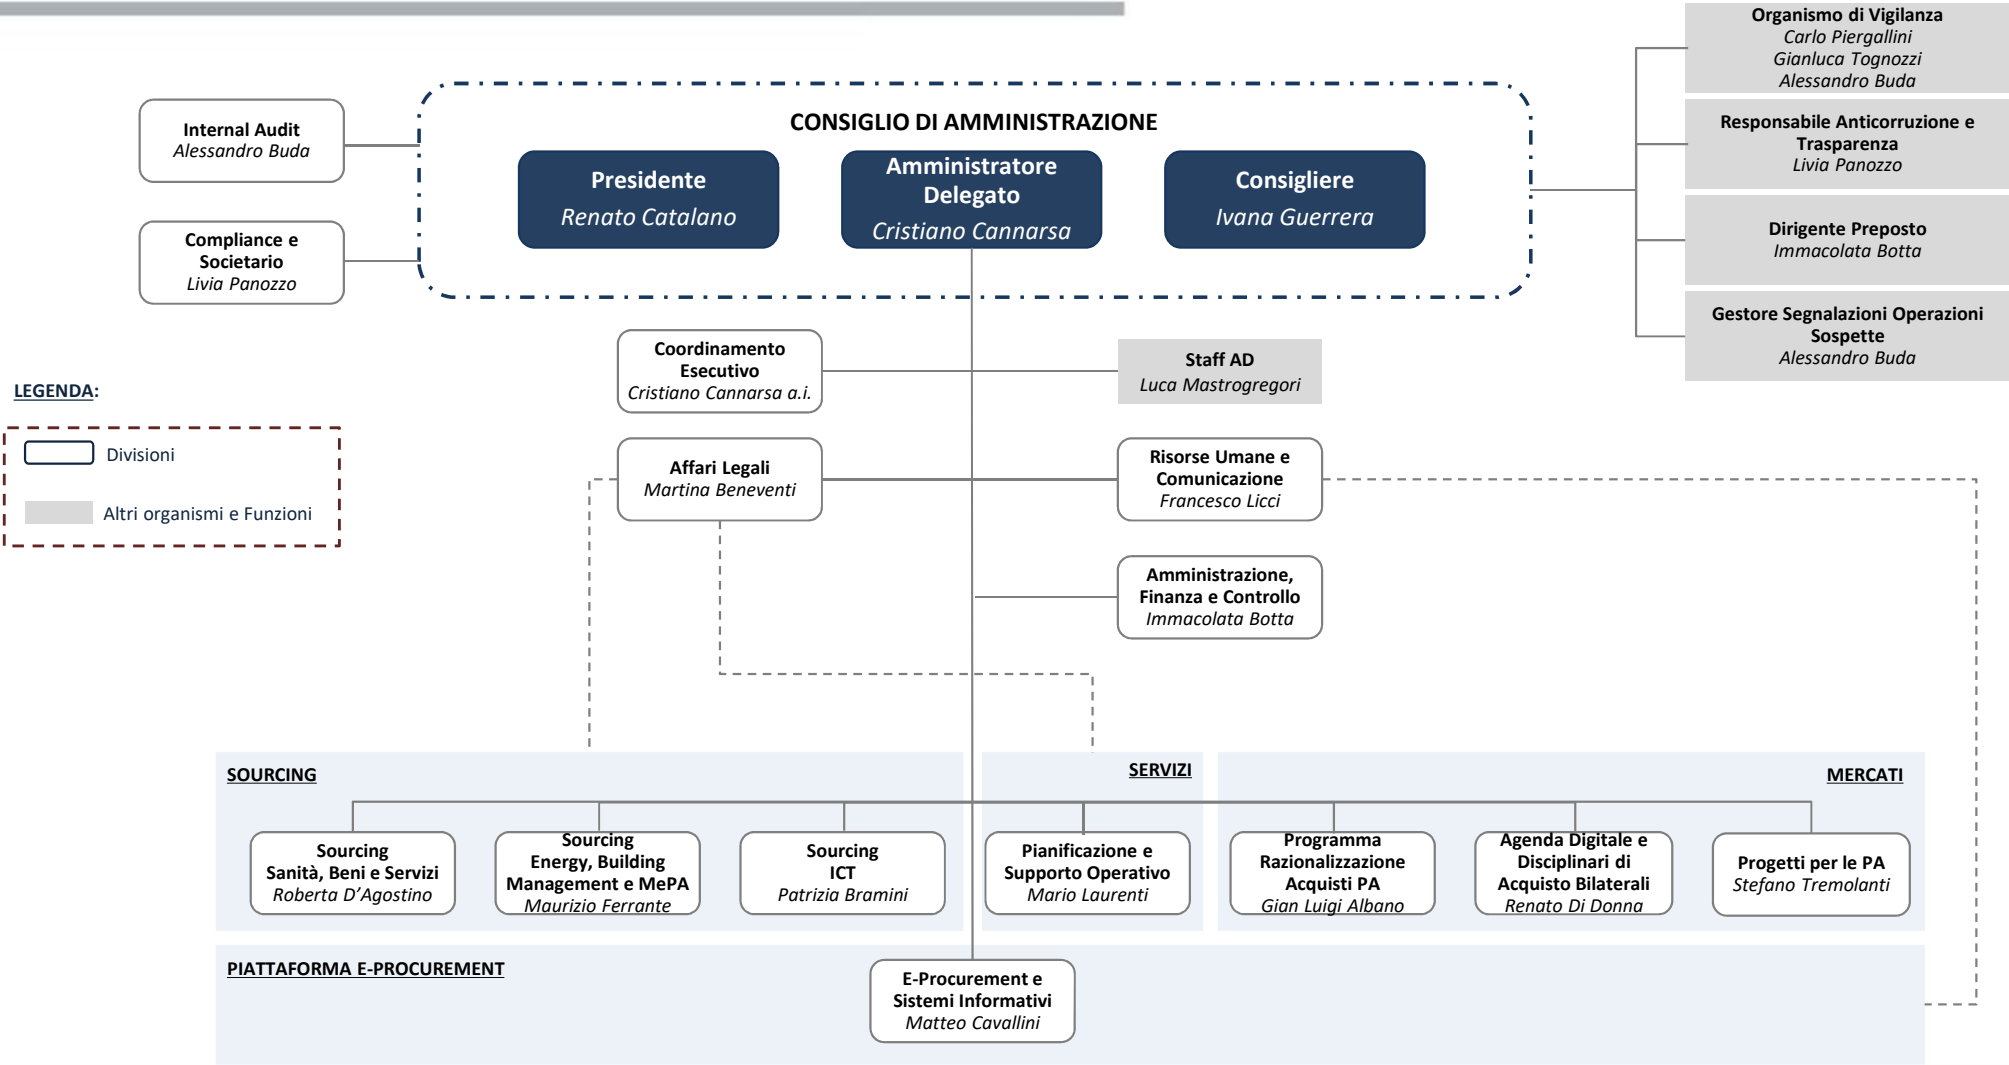 Organismo di Vigilanza
Carlo Piergallini
Gianluca Tognozzi
Alessandro Buda
Responsabile Anticorruzione e
Trasparenza
Livia Panozzo
Dirigente Preposto
Immacolata Botta
Gestore Segnalazioni Operazioni
Sospette
Alessandro Buda
Internal Audit
Alessandro Buda
Compliance e
Societario
Livia Panozzo
CONSIGLIO DI AMMINISTRAZIONE
Presidente
Renato Catalano
Amministratore
Delegato
Cristiano Cannarsa
Consigliere
Ivana Guerrera
Coordinamento
Esecutivo
Cristiano Cannarsa a.i.
Staff AD
Luca Mastrogregori
LEGENDA:
Divisioni
Altri organismi e Funzioni
Affari Legali
Martina Beneventi
Risorse Umane e
Comunicazione
Francesco Licci
Amministrazione,
Finanza e Controllo
Immacolata Botta
SOURCING
SERVIZI
MERCATI
Sourcing
Sanità, Beni e Servizi
Roberta D’Agostino
Sourcing
Energy, Building
Management e MePA
Maurizio Ferrante
Sourcing
ICT
Patrizia Bramini
Pianificazione e
Supporto Operativo
Mario Laurenti
Programma
Razionalizzazione
Acquisti PA
Gian Luigi Albano
Agenda Digitale e
Disciplinari di
Acquisto Bilaterali
Renato Di Donna
Progetti per le PA
Stefano Tremolanti
PIATTAFORMA E-PROCUREMENT
E-Procurement e
Sistemi Informativi
Matteo Cavallini